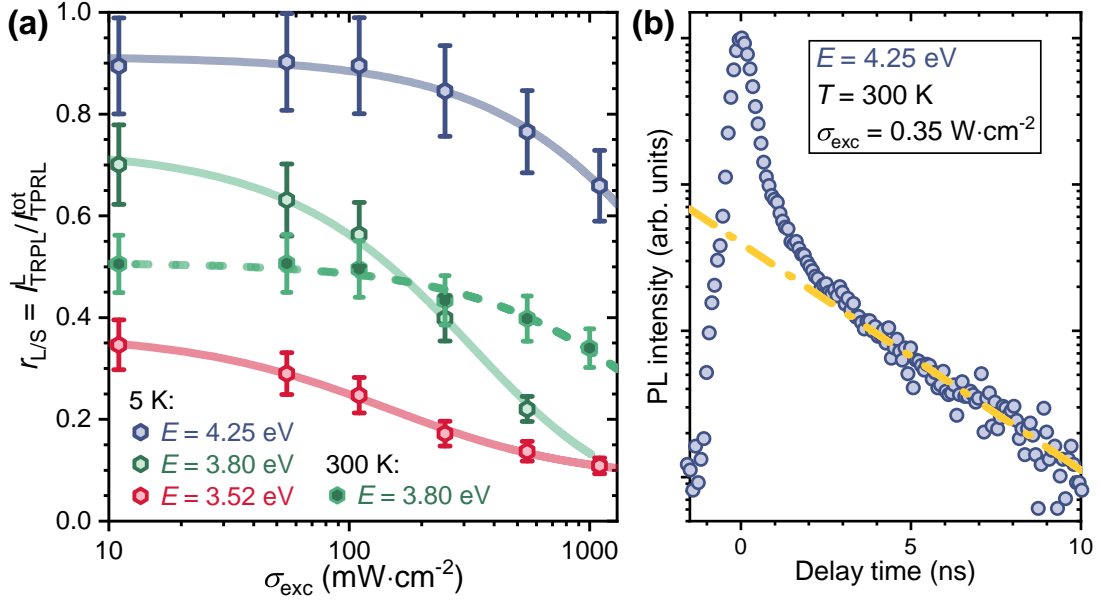 (a)
r_L/S = I^L_TRPL/I^tot_TPRL
1.0
0.8
0.6
0.4
0.2
0.0
5 K:
E = 4.25 eV
E = 3.80 eV
E = 3.52 eV
300 K:
E = 3.80 eV
10
100
1000
σ_exc (mW·cm⁻²)
(b)
PL intensity (arb. units)
E = 4.25 eV
T = 300 K
σ_exc = 0.35 W·cm⁻²
0
5
10
Delay time (ns)